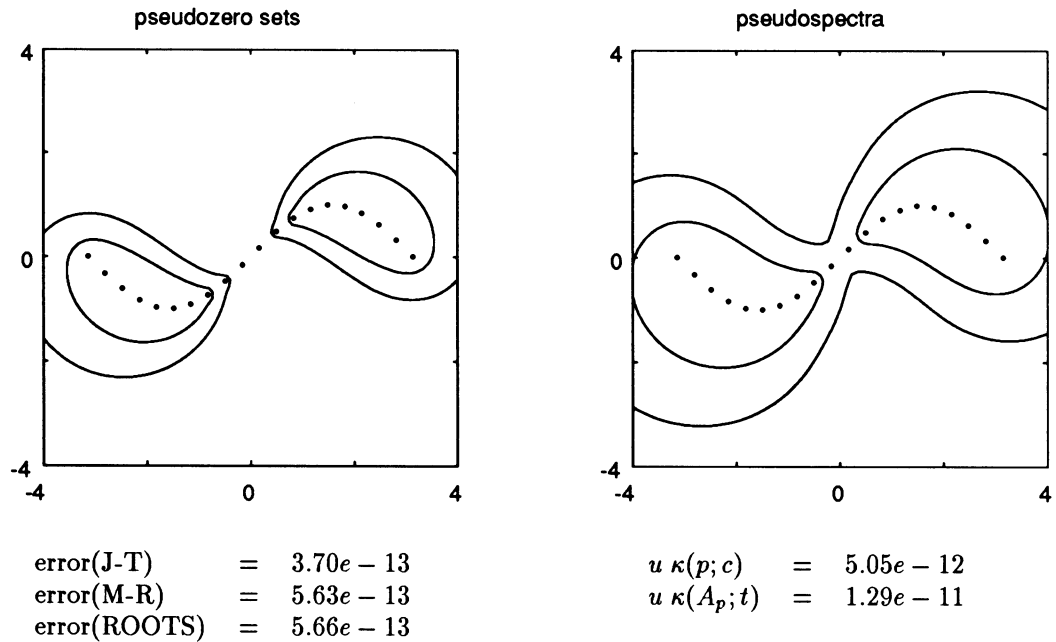 pseudozero sets
4
0
-4
-4 0 4
error(J-T) = 3.70e − 13
error(M-R) = 5.63e − 13
error(ROOTS) = 5.66e − 13
pseudospectra
4
0
-4
-4 0 4
u κ(p; c) = 5.05e − 12
u κ(A_p; t) = 1.29e − 11